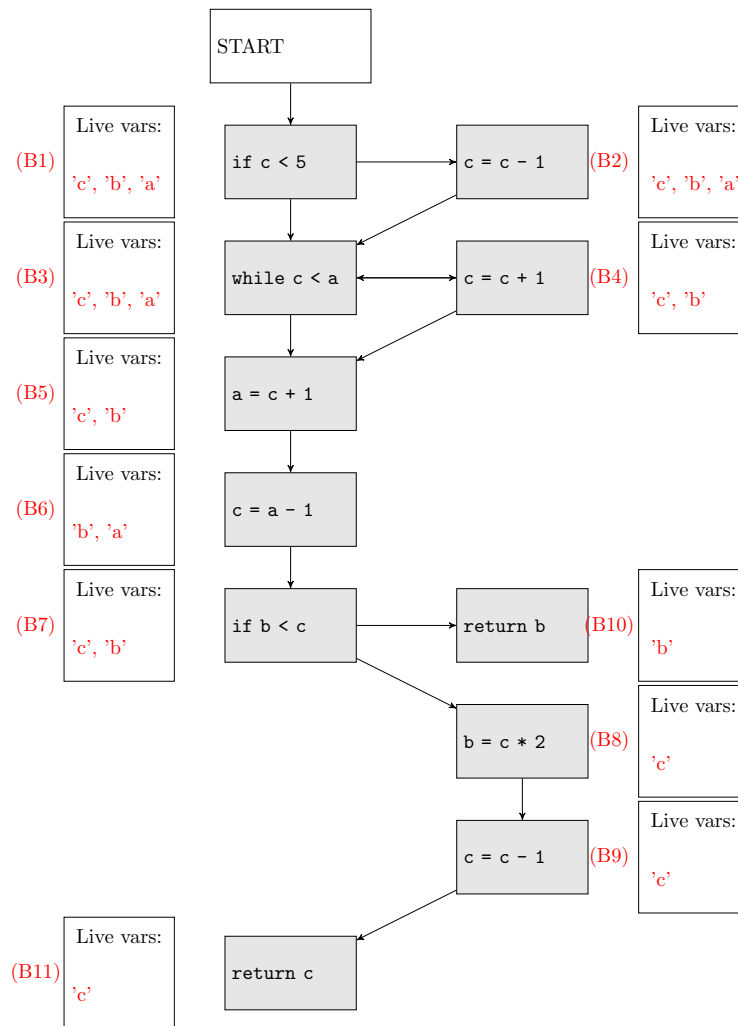 START
Live vars:
Live vars:
(B1)
if c < 5
c = c - 1
(B2)
'c', 'b', 'a'
'c', 'b', 'a'
Live vars:
Live vars:
(B3)
while c < a
c = c + 1
(B4)
'c', 'b', 'a'
'c', 'b'
Live vars:
(B5)
a = c + 1
'c', 'b'
Live vars:
(B6)
c = a - 1
'b', 'a'
Live vars:
Live vars:
(B7)
if b < c
return b
(B10)
'c', 'b'
'b'
Live vars:
b = c * 2
(B8)
'c'
Live vars:
c = c - 1
(B9)
'c'
Live vars:
(B11)
return c
'c'